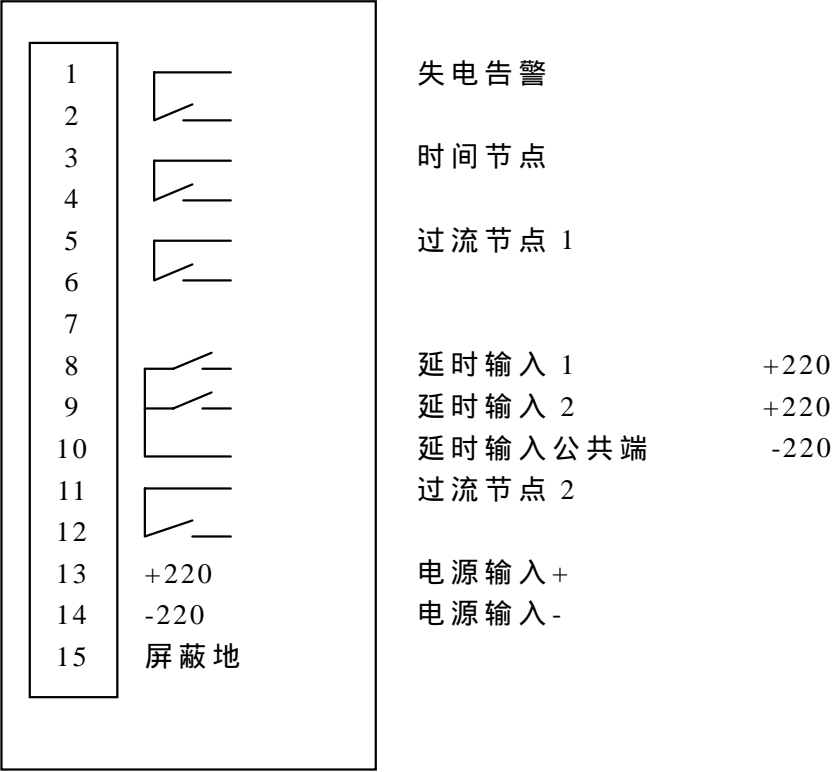 1 失电告警
2
3 时间节点
4
5 过流节点 1
6
7
8 延时输入 1 +220
9 延时输入 2 +220
10 延时输入公共端 -220
11 过流节点 2
12
13 +220 电源输入+
14 -220 电源输入-
15 屏蔽地